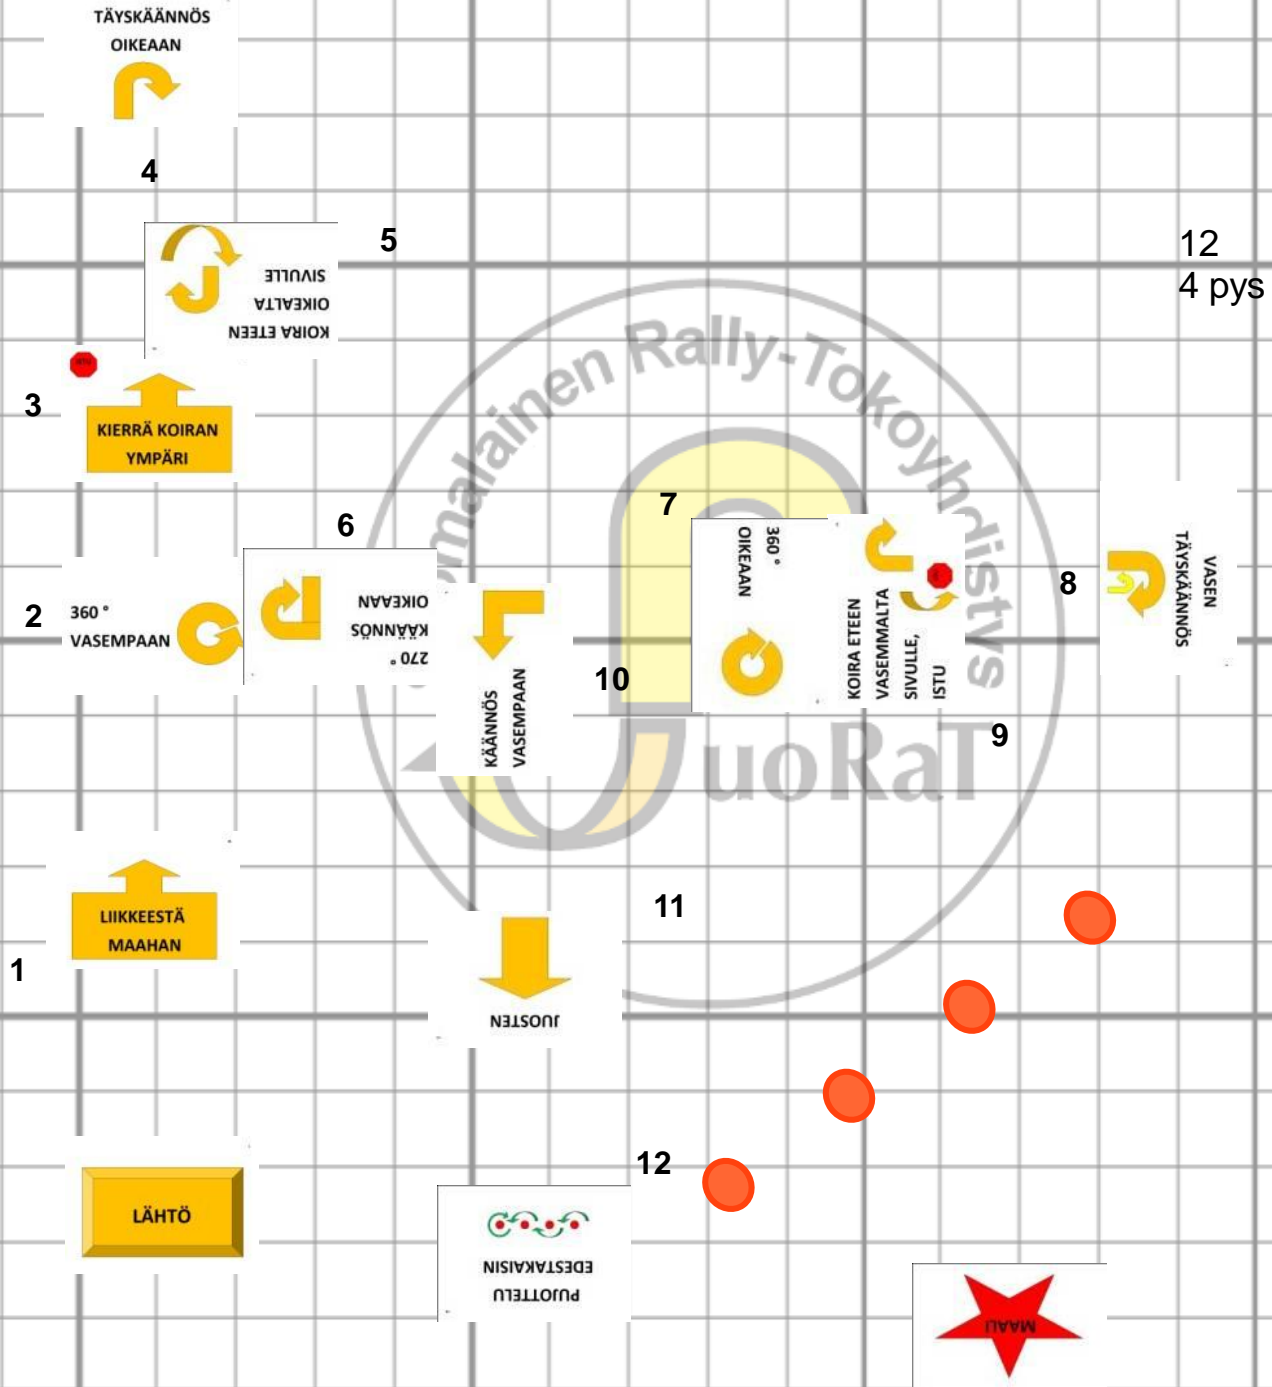 TÄYSKÄÄNNÖS
OIKEAAN
4
5
12
4 pys
KOIRA ETEEN
OIKEALTA
SIVULLE
3
KIERRÄ KOIRAN
YMPÄRI
Rally-Tokoyhdistys
uoRaT
6
7
360 °
OIKEAAN
KOIRA ETEEN
VASEMMALTA
SIVULLE,
ISTU
8
VASEN
TÄYSKÄÄNNÖS
2
360 °
VASEMPAAN
270 °
KÄÄNNÖS
OIKEAAN
10
KÄÄNNÖS
VASEMPAAN
9
LIIKKEESTÄ
MAAHAN
1
11
JUOSTEN
12
LÄHTÖ
PUJOTTELU
EDESTAKAISIN
MAALI